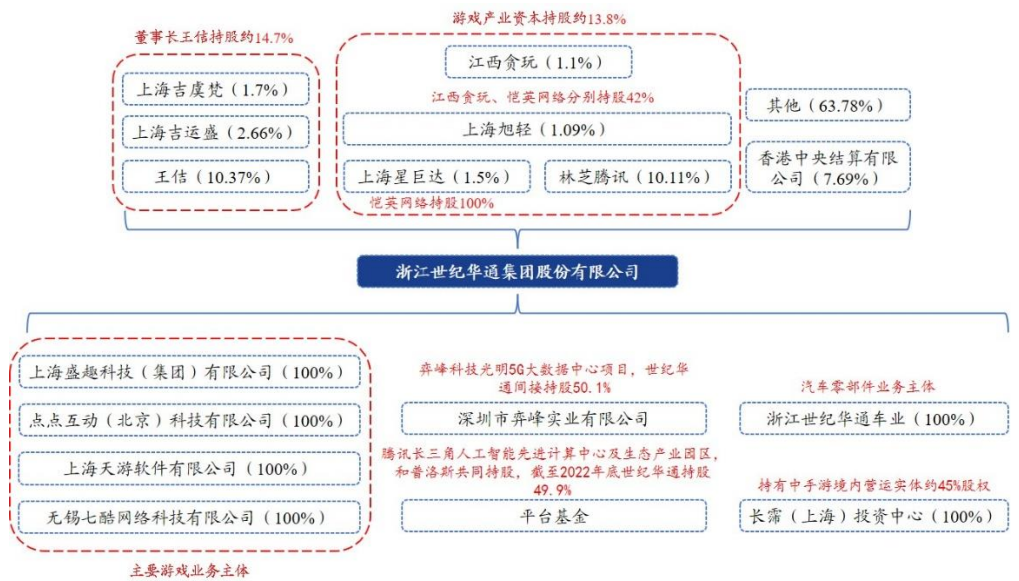 董事长王佶持股约14.7%
上海吉虞梵（1.7%）
上海吉运盛（2.66%）
王佶（10.37%）
游戏产业资本持股约13.8%
江西贪玩（1.1%）
江西贪玩、恺英网络分别持股42%
上海旭轻（1.09%）
上海星巨达（1.5%）
林芝腾讯（10.11%）
恺英网络持股100%
其他（63.78%）
香港中央结算有限
公司（7.69%）
浙江世纪华通集团股份有限公司
上海盛趣科技（集团）有限公司（100%）
点点互动（北京）科技有限公司（100%）
上海天游软件有限公司（100%）
无锡七酷网络科技有限公司（100%）
主要游戏业务主体
弈峰科技光明5G大数据中心项目，世纪华
通间接持股50.1%
深圳市弈峰实业有限公司
腾讯长三角人工智能先进计算中心及生态产业园区，
和普洛斯共同持股，截至2022年底世纪华通持股
49.9%
平台基金
汽车零部件业务主体
浙江世纪华通车业（100%）
持有中手游境内营运实体约45%股权
长霈（上海）投资中心（100%）